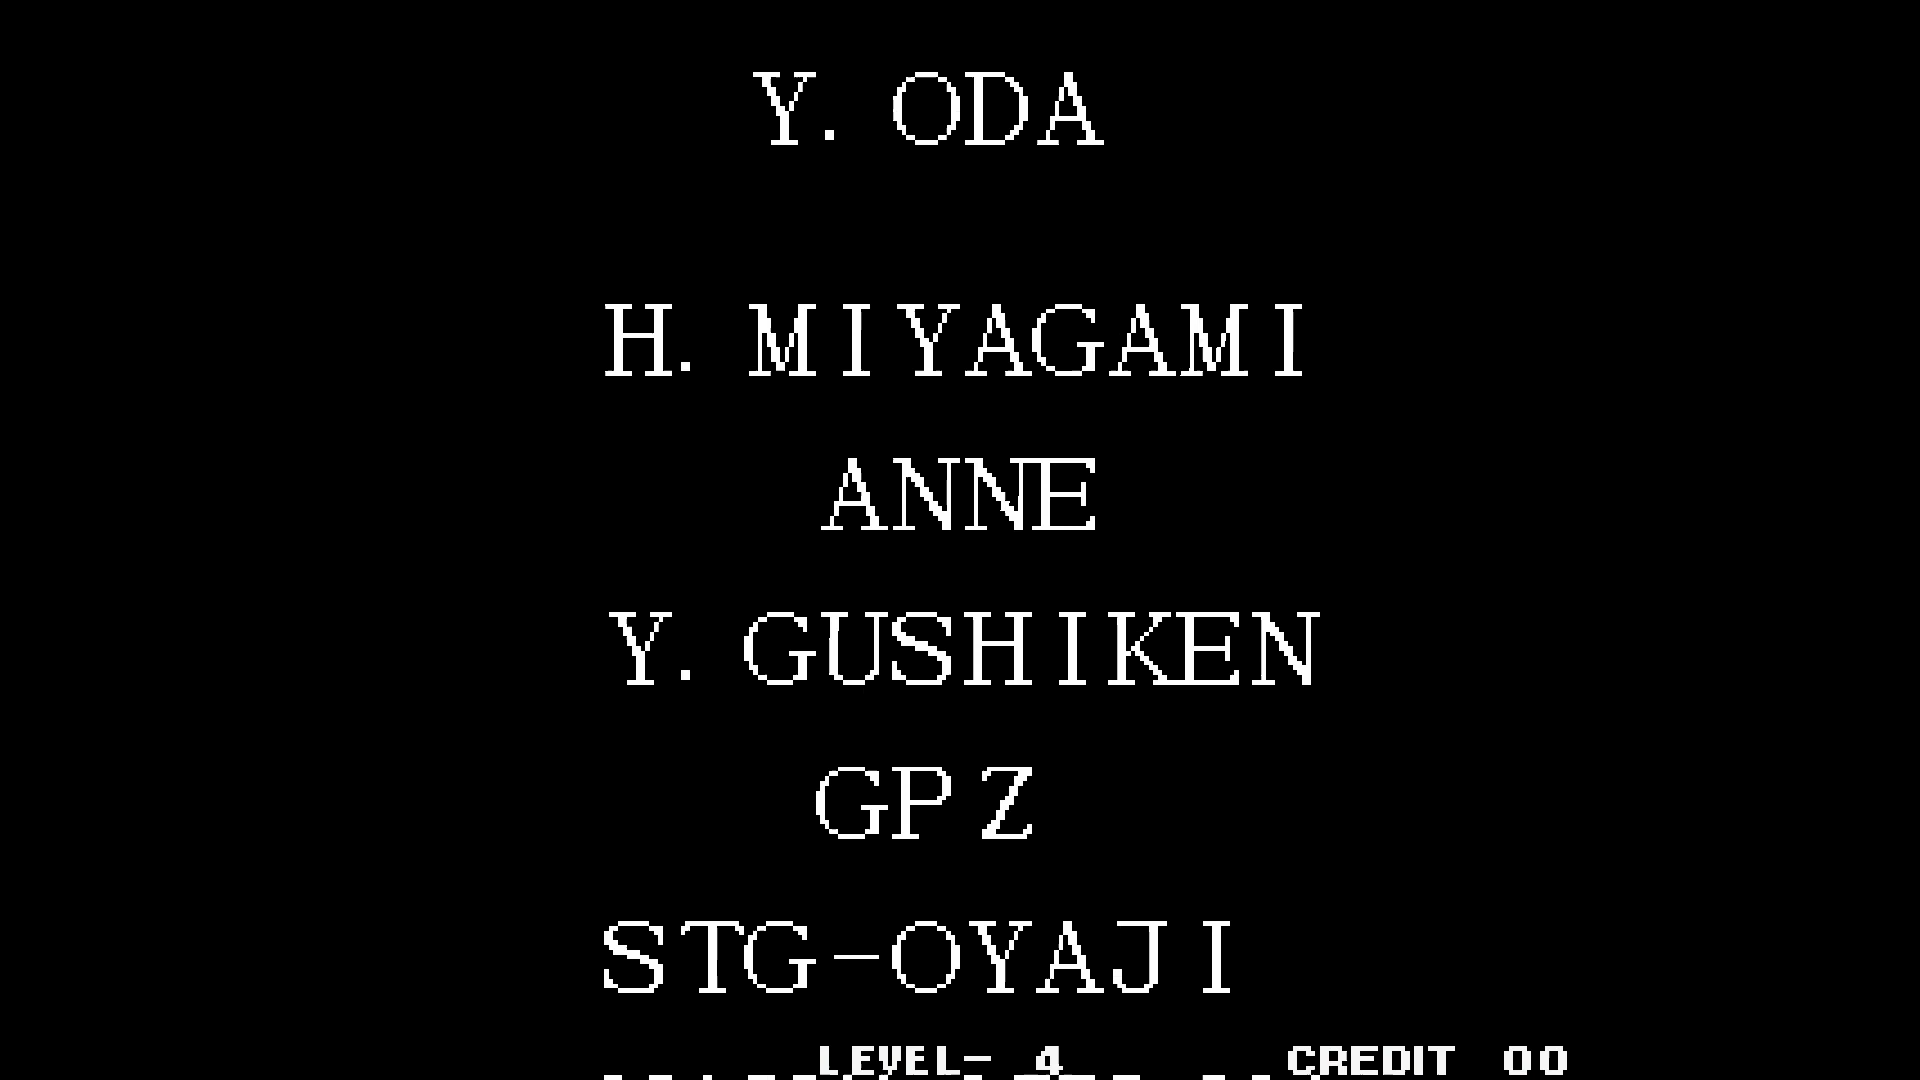 Y. ODA
H. MIYAGAMI
ANNE
Y. GUSHIKEN
GPZ
STG-OYAJI
LEVEL- 4 CREDIT 00